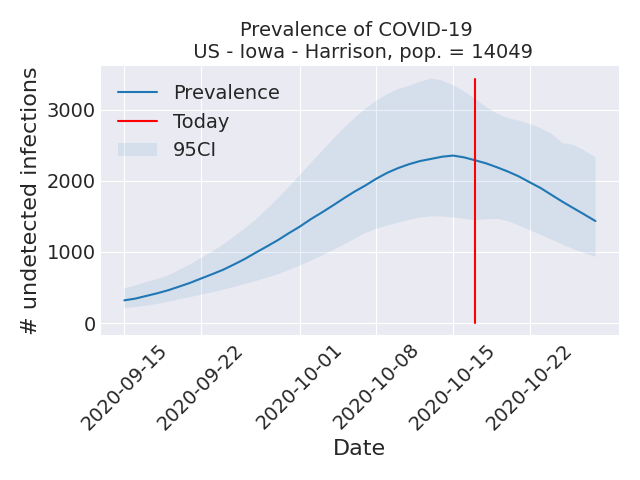 Prevalence of COVID-19
US - Iowa - Harrison, pop. = 14049
Prevalence
Today
95CI
# undetected infections
3000
2000
1000
0
2020-09-15
2020-09-22
2020-10-01
2020-10-08
2020-10-15
2020-10-22
Date